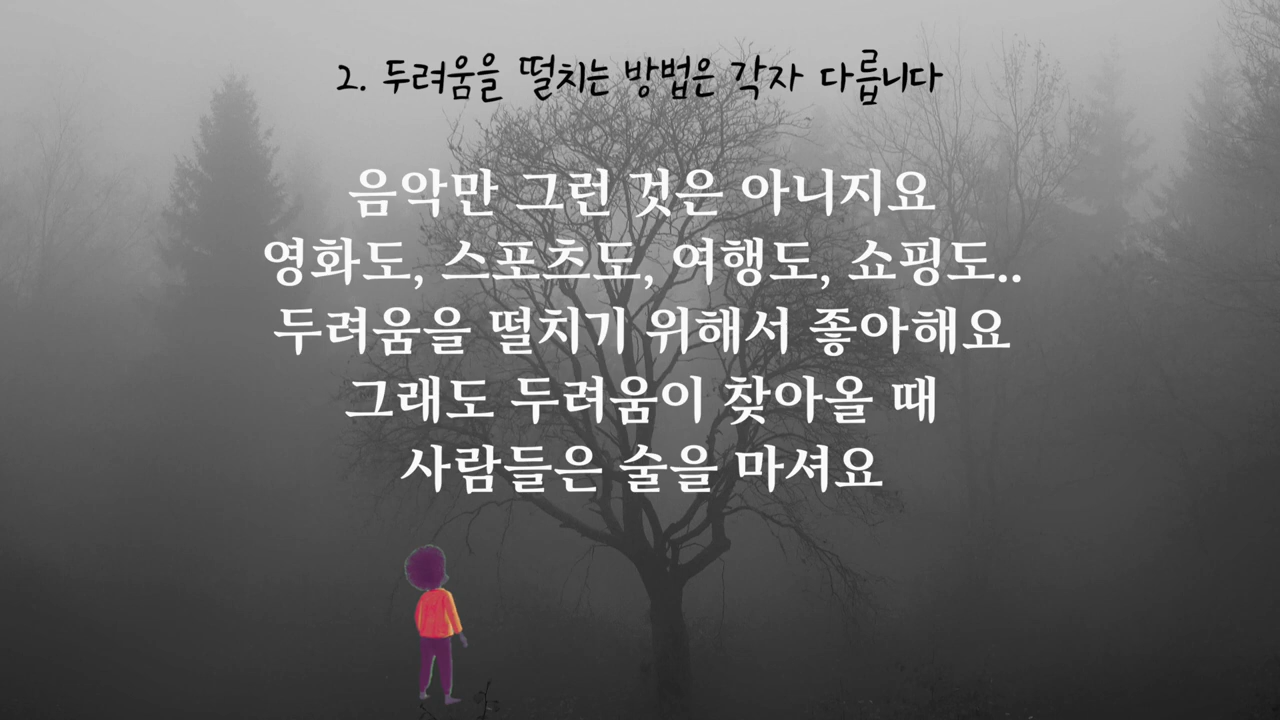 2. 두려움을 떨치는 방법은 각자 다릅니다
음악만 그런 것은 아니지요
영화도, 스포츠도, 여행도, 쇼핑도..
두려움을 떨치기 위해서 좋아해요
그래도 두려움이 찾아올 때
사람들은 술을 마셔요